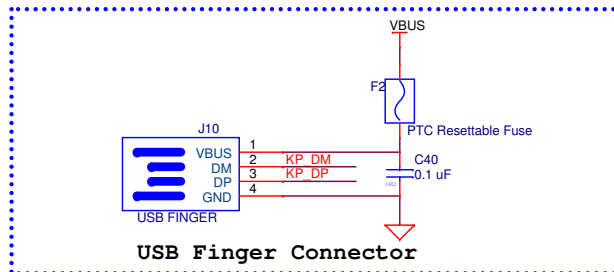 VBUS
F2
PTC Resettable Fuse
J10
VBUS 1
DM 2 KP_DM
DP 3 KP_DP
GND 4
USB FINGER
C40
0.1 uF
USB Finger Connector